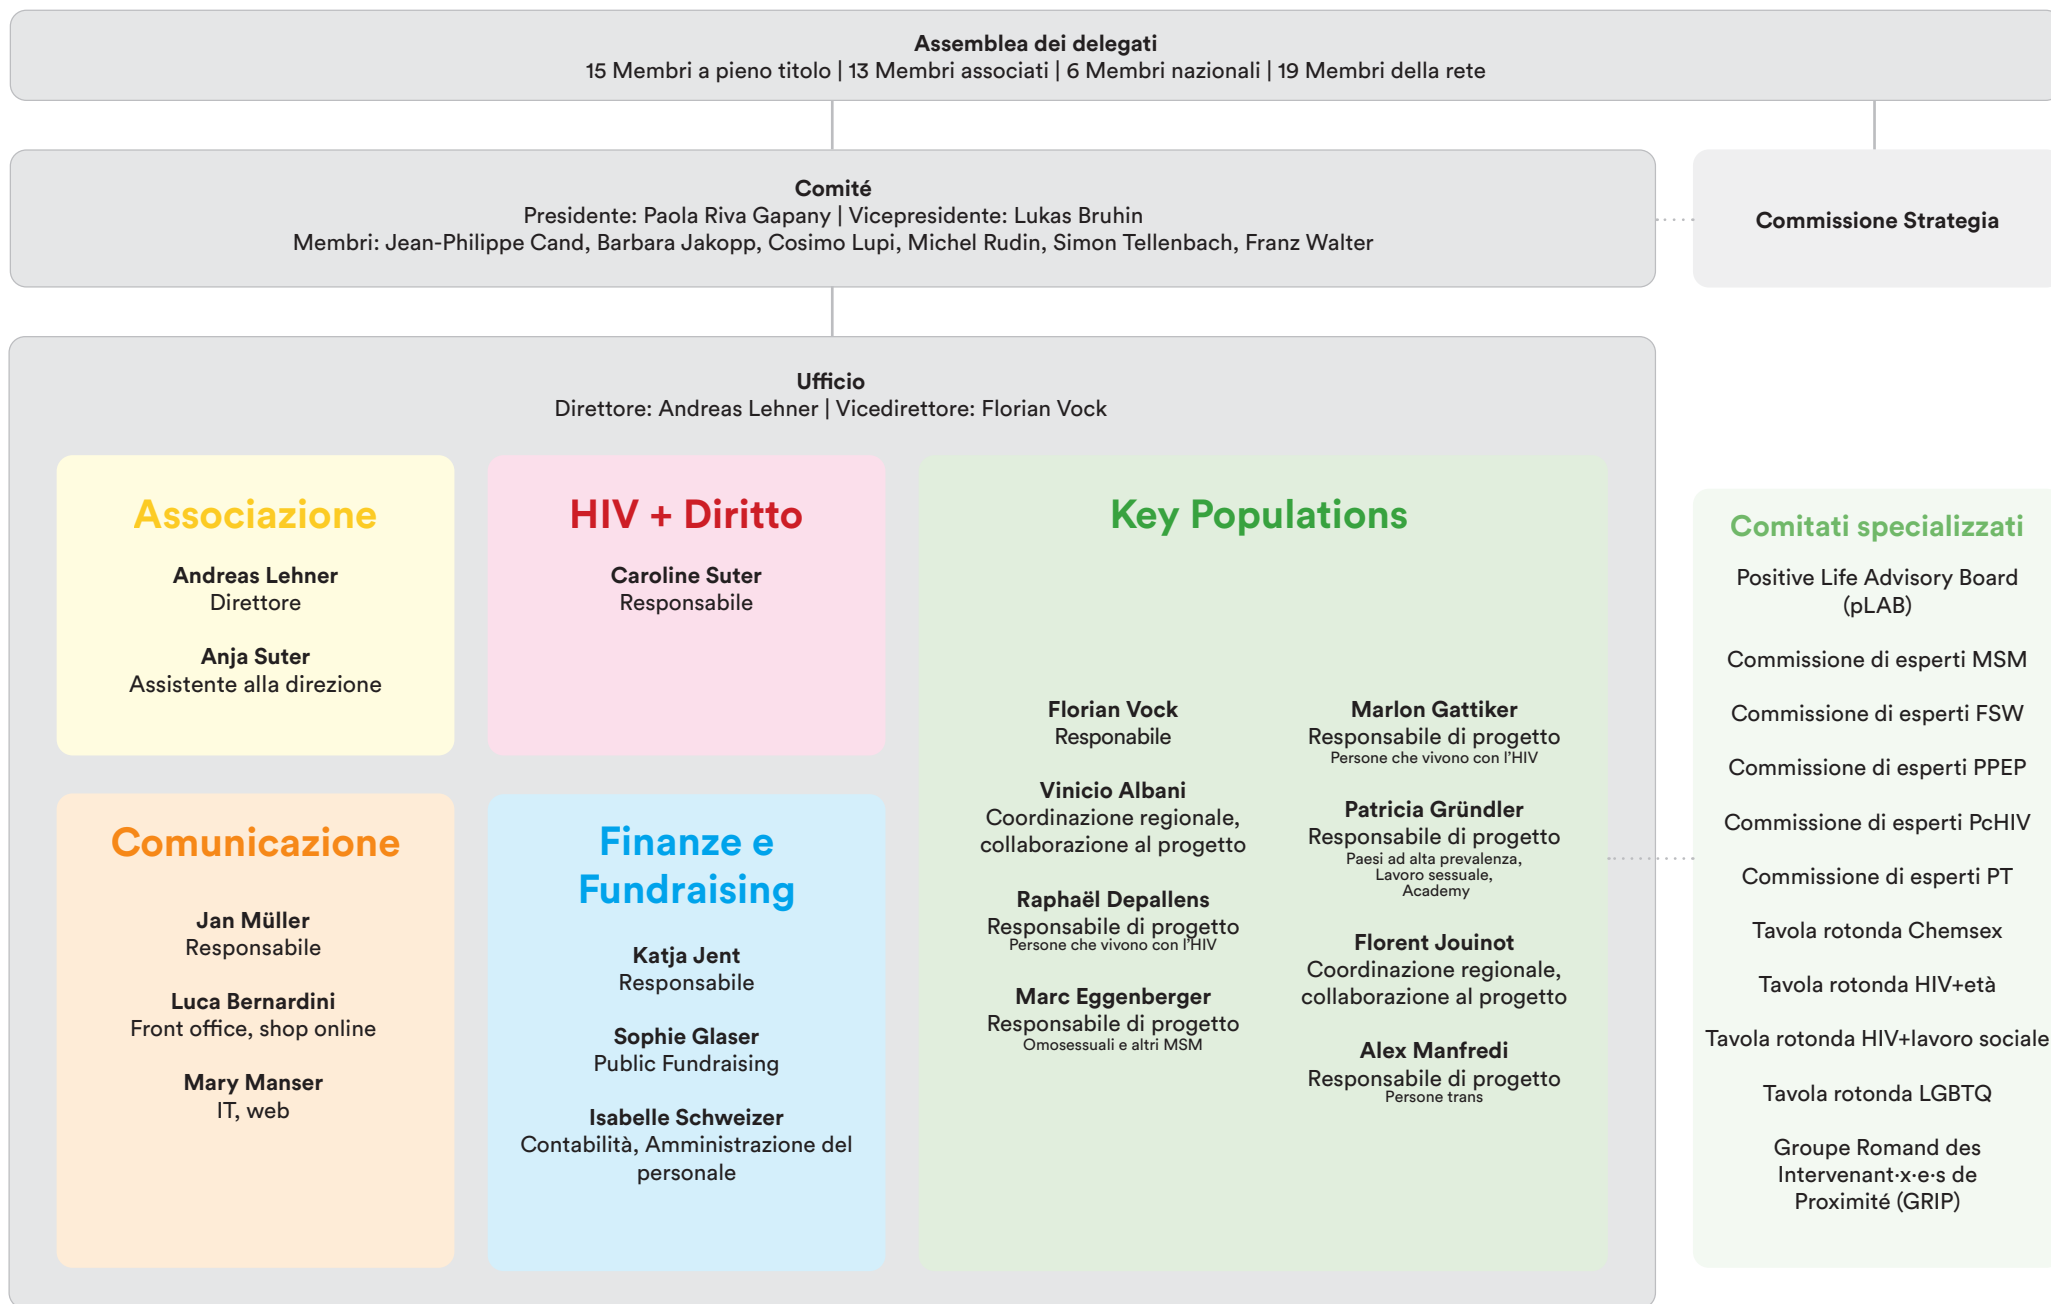 Assemblea dei delegati
15 Membri a pieno titolo | 13 Membri associati | 6 Membri nazionali | 19 Membri della rete
Comité
Presidente: Paola Riva Gapany | Vicepresidente: Lukas Bruhin
Membri: Jean-Philippe Cand, Barbara Jakopp, Cosimo Lupi, Michel Rudin, Simon Tellenbach, Franz Walter
Commissione Strategia
Ufficio
Direttore: Andreas Lehner | Vicedirettore: Florian Vock
Associazione
Andreas Lehner
Direttore
Anja Suter
Assistente alla direzione
HIV + Diritto
Caroline Suter
Responsabile
Comunicazione
Jan Müller
Responsabile
Luca Bernardini
Front office, shop online
Mary Manser
IT, web
Finanze e
Fundraising
Katja Jent
Responsabile
Sophie Glaser
Public Fundraising
Isabelle Schweizer
Contabilità, Amministrazione del
personale
Key Populations
Florian Vock
Responabile
Vinicio Albani
Coordinazione regionale,
collaborazione al progetto
Raphaël Depallens
Responsabile di progetto
Persone che vivono con l'HIV
Marc Eggenberger
Responsabile di progetto
Omosessuali e altri MSM
Marlon Gattiker
Responsabile di progetto
Persone che vivono con l'HIV
Patricia Gründler
Responsabile di progetto
Paesi ad alta prevalenza,
Lavoro sessuale,
Academy
Florent Jouinot
Coordinazione regionale,
collaborazione al progetto
Alex Manfredi
Responsabile di progetto
Persone trans
Comitati specializzati
Positive Life Advisory Board
(pLAB)
Commissione di esperti MSM
Commissione di esperti FSW
Commissione di esperti PPEP
Commissione di esperti PcHIV
Commissione di esperti PT
Tavola rotonda Chemsex
Tavola rotonda HIV+età
Tavola rotonda HIV+lavoro sociale
Tavola rotonda LGBTQ
Groupe Romand des
Intervenant·x·e·s de
Proximité (GRIP)